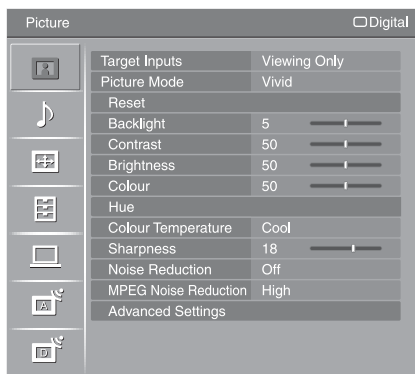 Picture Digital
Target Inputs Viewing Only
Picture Mode Vivid
Reset
Backlight 5
Contrast 50
Brightness 50
Colour 50
Hue
Colour Temperature Cool
Sharpness 18
Noise Reduction Off
MPEG Noise Reduction High
Advanced Settings
A
D